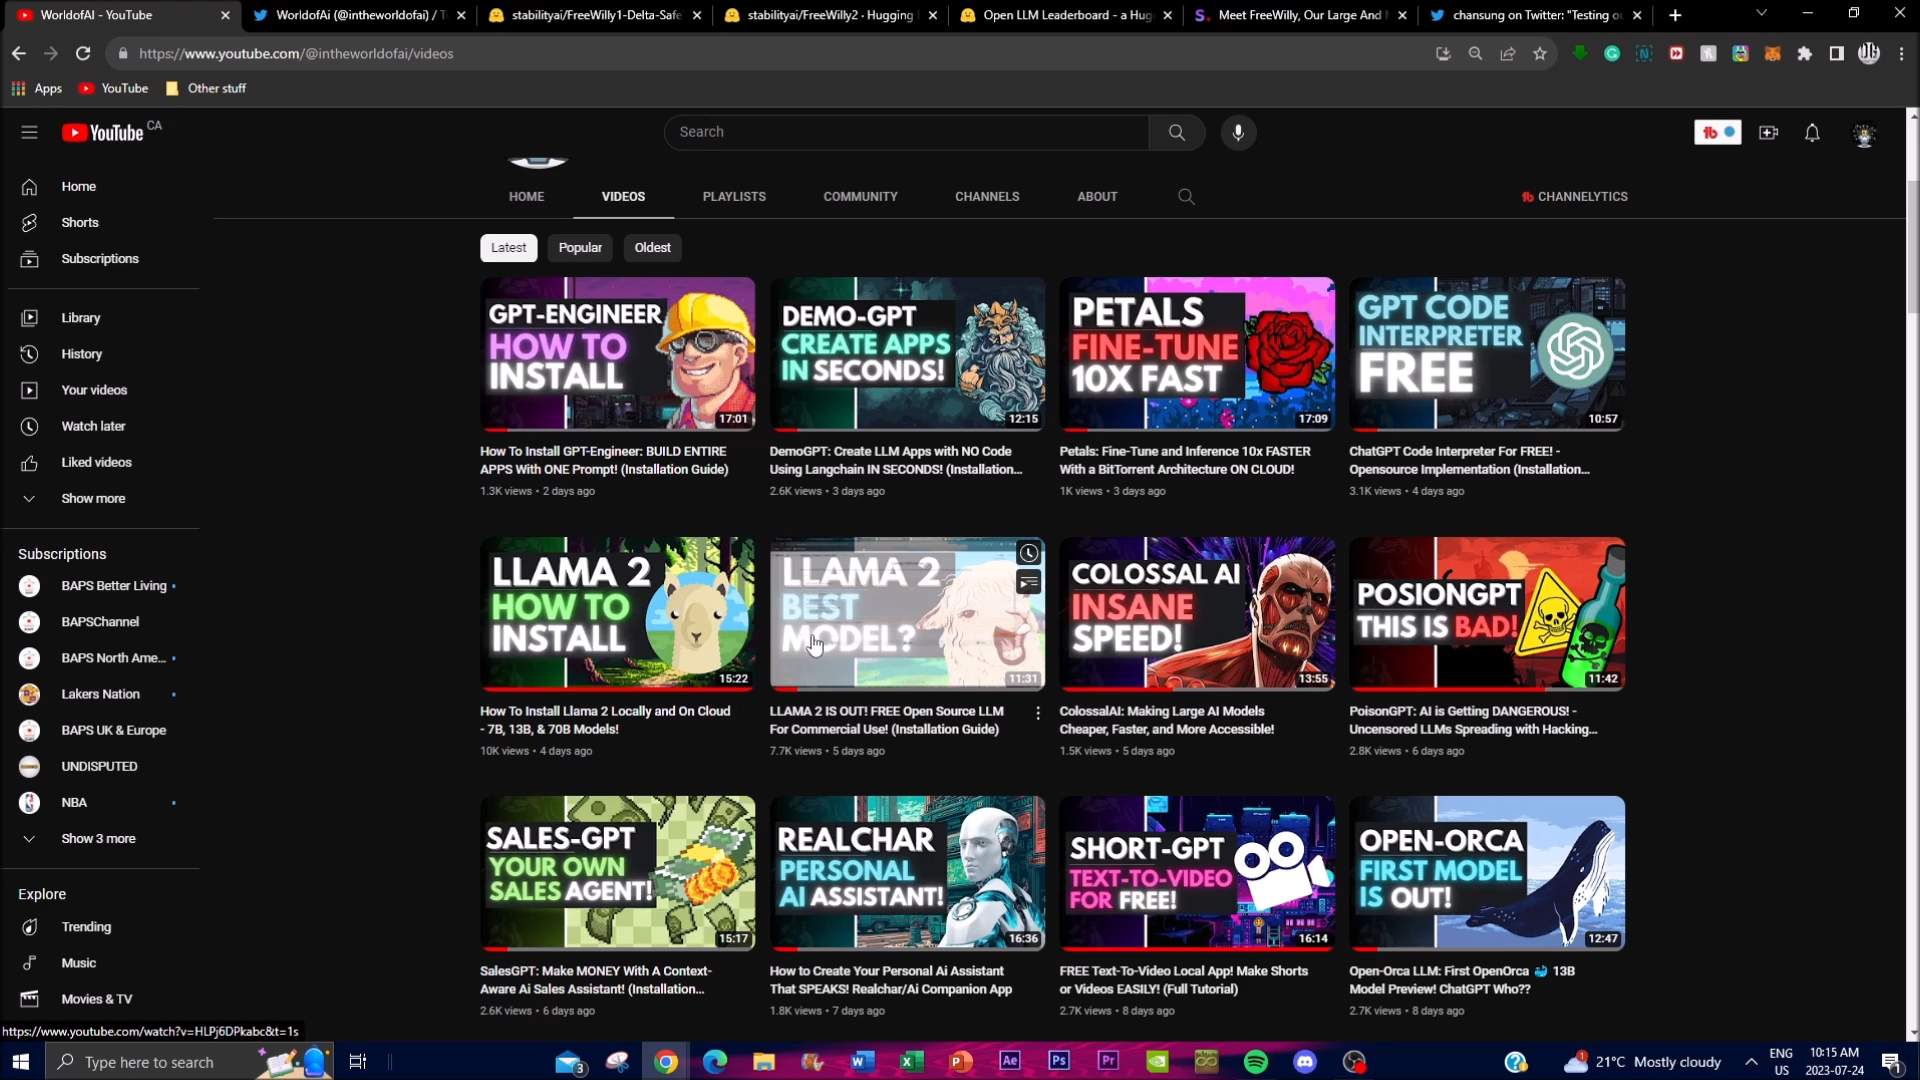 WorldofAI - YouTube
WorldofAi (@intheworldofai) / T
stabilityai/FreeWilly1-Delta-Safe
stabilityai/FreeWilly2 · Hugging
Open LLM Leaderboard - a Hug
Meet FreeWilly, Our Large And M
chansung on Twitter: "Testing ou
https://www.youtube.com/@intheworldofai/videos
Apps
YouTube
Other stuff
YouTube CA
Search
Home
Shorts
Subscriptions
Library
History
Your videos
Watch later
Liked videos
Show more
Subscriptions
BAPS Better Living
BAPSChannel
BAPS North Ame...
Lakers Nation
BAPS UK & Europe
UNDISPUTED
NBA
Show 3 more
Explore
Trending
Music
Movies & TV
HOME
VIDEOS
PLAYLISTS
COMMUNITY
CHANNELS
ABOUT
CHANNELYTICS
Latest
Popular
Oldest
GPT-ENGINEER
HOW TO
INSTALL
17:01
How To Install GPT-Engineer: BUILD ENTIRE
APPS With ONE Prompt! (Installation Guide)
1.3K views • 2 days ago
DEMO-GPT
CREATE APPS
IN SECONDS!
12:15
DemoGPT: Create LLM Apps with NO Code
Using Langchain IN SECONDS! (Installation...
2.6K views • 3 days ago
PETALS
FINE-TUNE
10X FAST
17:09
Petals: Fine-Tune and Inference 10x FASTER
With a BitTorrent Architecture ON CLOUD!
1K views • 3 days ago
GPT CODE
INTERPRETER
FREE
10:57
ChatGPT Code Interpreter For FREE! -
Opensource Implementation (Installation...
3.1K views • 4 days ago
LLAMA 2
HOW TO
INSTALL
15:22
How To Install Llama 2 Locally and On Cloud
- 7B, 13B, & 70B Models!
10K views • 4 days ago
LLAMA 2
BEST
MODEL?
11:31
LLAMA 2 IS OUT! FREE Open Source LLM
For Commercial Use! (Installation Guide)
7.7K views • 5 days ago
COLOSSAL AI
INSANE
SPEED!
13:55
ColossalAI: Making Large AI Models
Cheaper, Faster, and More Accessible!
1.5K views • 5 days ago
POSIONGPT
THIS IS BAD!
11:42
PoisonGPT: AI is Getting DANGEROUS! -
Uncensored LLMs Spreading with Hacking...
2.8K views • 6 days ago
SALES-GPT
YOUR OWN
SALES AGENT!
15:17
SalesGPT: Make MONEY With A Context-
Aware Ai Sales Assistant! (Installation...
2.6K views • 6 days ago
REALCHAR
PERSONAL
AI ASSISTANT!
16:36
How to Create Your Personal Ai Assistant
That SPEAKS! Realchar/Ai Companion App
1.8K views • 7 days ago
SHORT-GPT
TEXT-TO-VIDEO
FOR FREE!
16:14
FREE Text-To-Video Local App! Make Shorts
or Videos EASILY! (Full Tutorial)
2.7K views • 8 days ago
OPEN-ORCA
FIRST MODEL
IS OUT!
12:47
Open-Orca LLM: First OpenOrca 🐳 13B
Model Preview! ChatGPT Who??
2.7K views • 8 days ago
https://www.youtube.com/watch?v=HLPj6DPkabc&t=1s
Type here to search
3
Ae
Ps
Pr
21°C Mostly cloudy
ENG
US
10:15 AM
2023-07-24
1